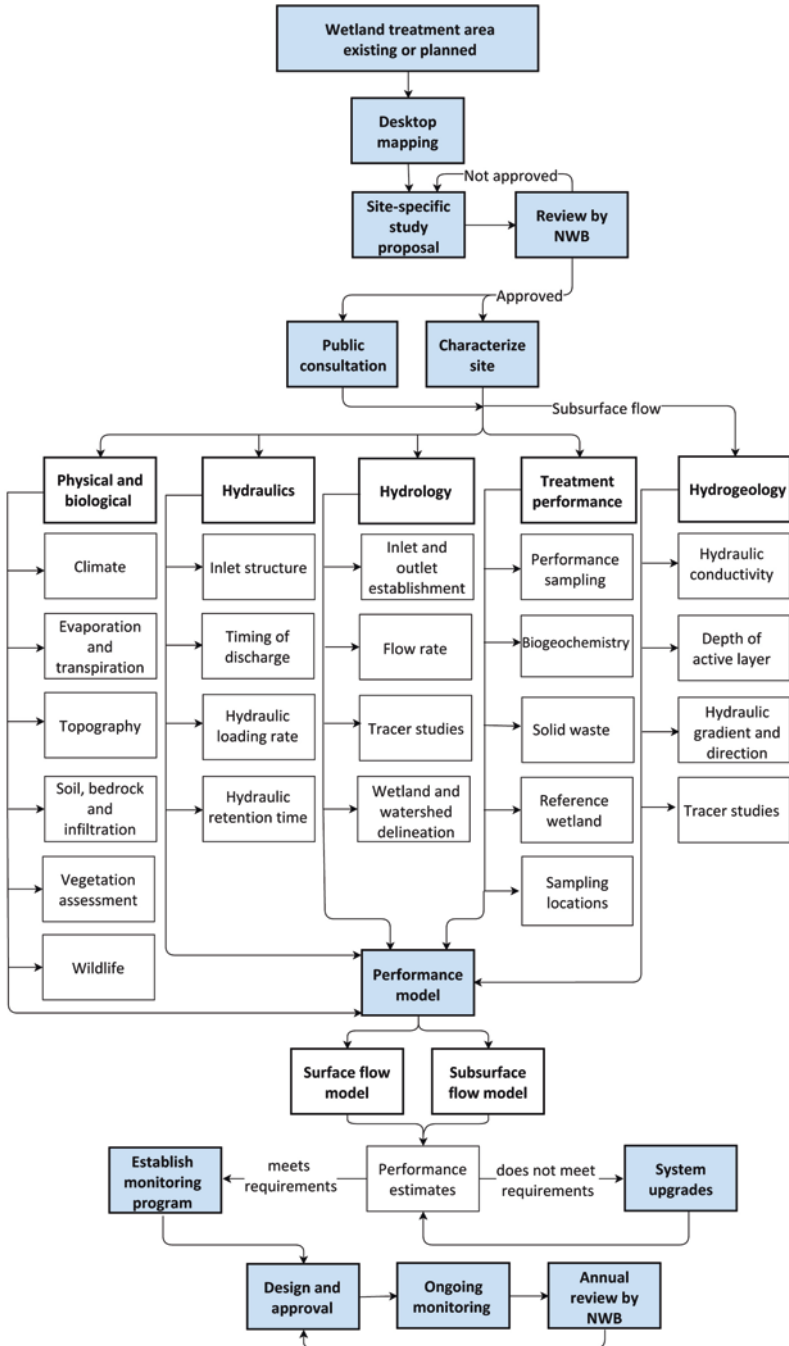 Wetland treatment area
existing or planned
Desktop
mapping
Not approved
Site-specific
study
proposal
Review by
NWB
Approved
Public
consultation
Characterize
site
Subsurface flow
Physical and
biological
Hydraulics
Hydrology
Treatment
performance
Hydrogeology
Climate
Evaporation
and
transpiration
Topography
Soil, bedrock
and
infiltration
Vegetation
assessment
Wildlife
Inlet structure
Timing of
discharge
Hydraulic
loading rate
Hydraulic
retention time
Inlet and
outlet
establishment
Flow rate
Tracer studies
Wetland and
watershed
delineation
Performance
sampling
Biogeochemistry
Solid waste
Reference
wetland
Sampling
locations
Hydraulic
conductivity
Depth of
active layer
Hydraulic
gradient and
direction
Tracer studies
Performance
model
Surface flow
model
Subsurface
flow model
Establish
monitoring
program
meets
requirements
Performance
estimates
does not meet
requirements
System
upgrades
Design and
approval
Ongoing
monitoring
Annual
review by
NWB